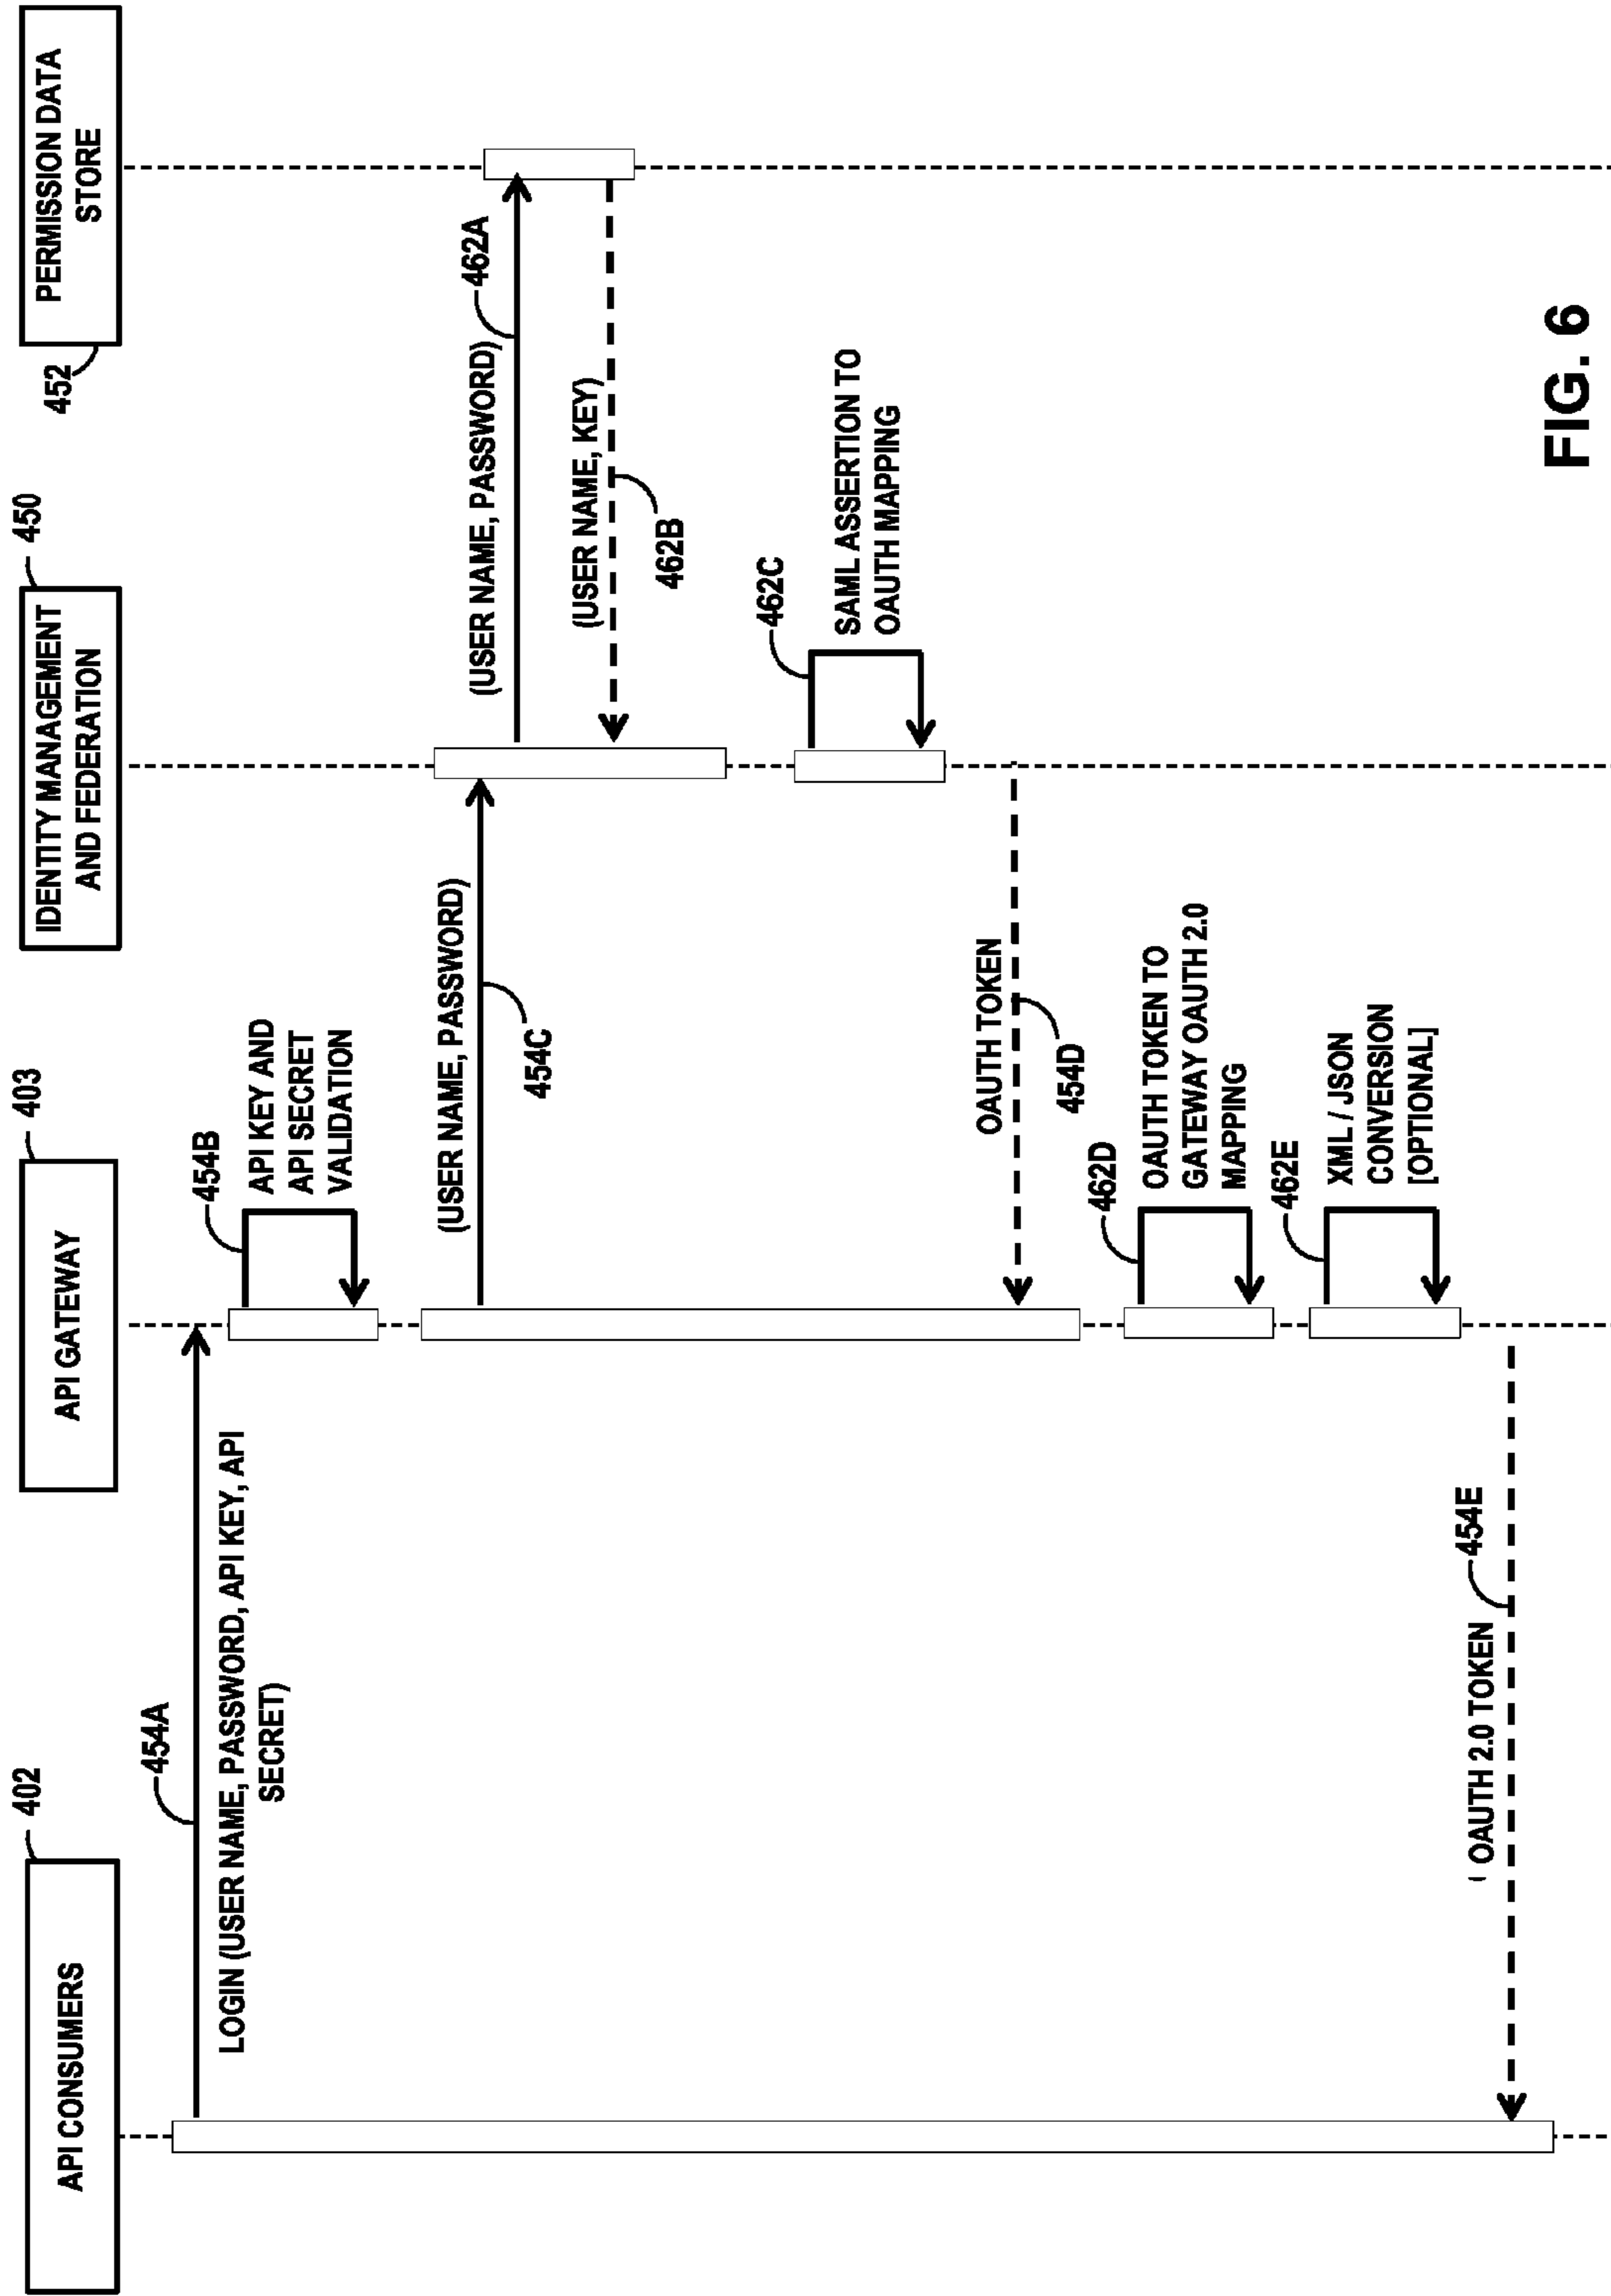 API CONSUMERS
402
API GATEWAY
403
IDENTITY MANAGEMENT
AND FEDERATION
450
PERMISSION DATA
STORE
452
454A
LOGIN (USER NAME, PASSWORD, API KEY, API
SECRET)
454B
API KEY AND
API SECRET
VALIDATION
(USER NAME, PASSWORD)
454C
(USER NAME, PASSWORD)
462A
(USER NAME, KEY)
462B
462C
SAML ASSERTION TO
OAUTH MAPPING
OAUTH TOKEN
454D
462D
OAUTH TOKEN TO
GATEWAY OAUTH 2.0
MAPPING
462E
XML / JSON
CONVERSION
[OPTIONAL]
( OAUTH 2.0 TOKEN
454E
FIG. 6